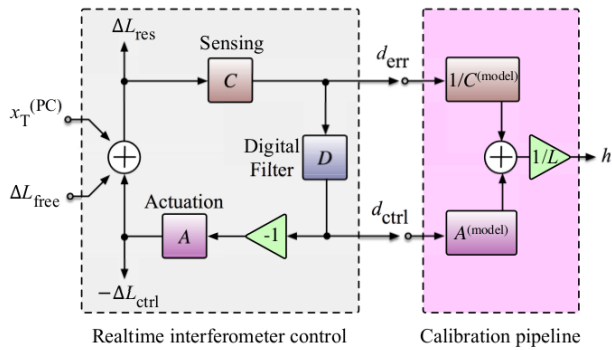 ΔL_res
Sensing
C
d_err
1/C^(model)
x_T^(PC)
Digital
Filter
D
1/L
h
ΔL_free
Actuation
A
-1
d_ctrl
A^(model)
−ΔL_ctrl
Realtime interferometer control
Calibration pipeline